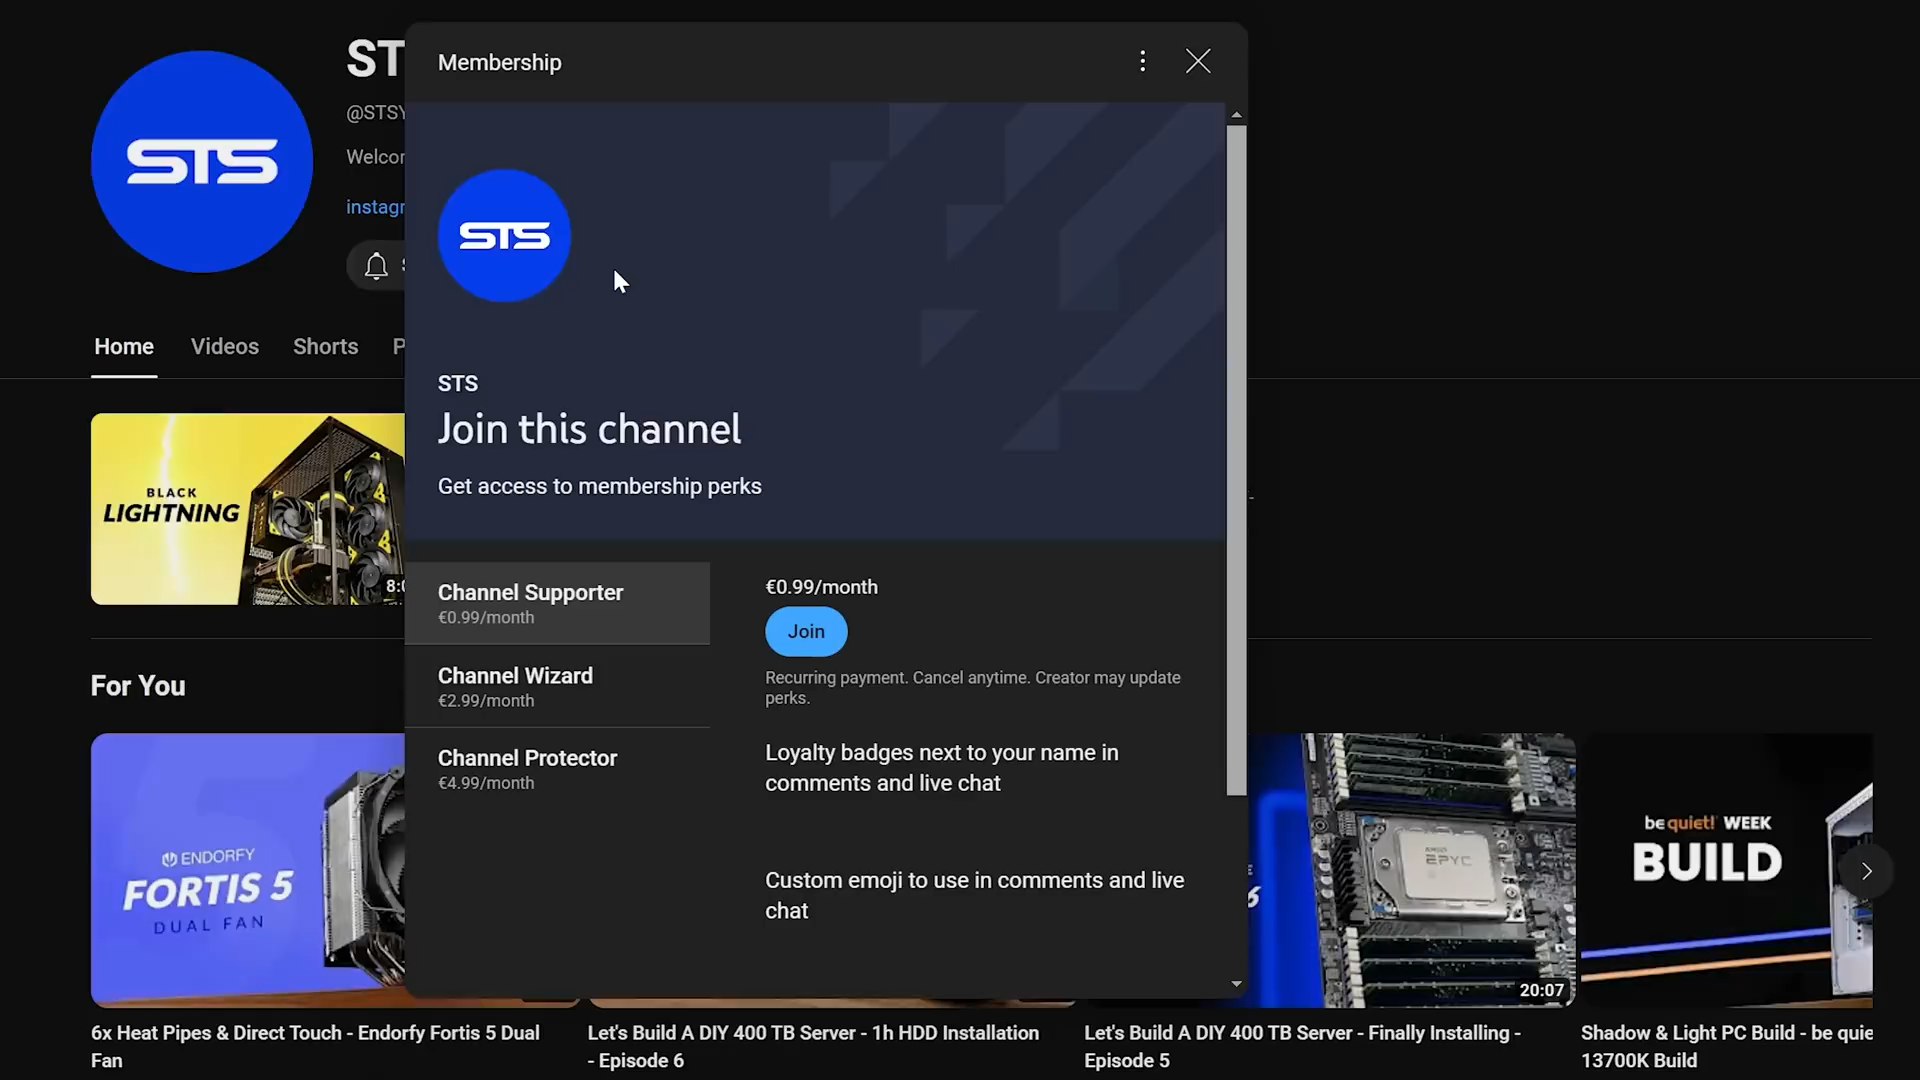 STS
ST
@STSY
Welcor
instagr
Home
Videos
Shorts
P
Membership
STS
STS
Join this channel
Get access to membership perks
Channel Supporter
€0.99/month
Channel Wizard
€2.99/month
Channel Protector
€4.99/month
€0.99/month
Join
Recurring payment. Cancel anytime. Creator may update
perks.
Loyalty badges next to your name in
comments and live chat
Custom emoji to use in comments and live
chat
BLACK
LIGHTNING
8:0
For You
ENDORFY
FORTIS 5
DUAL FAN
6
AMD
EPYC
20:07
be quiet! WEEK
BUILD
6x Heat Pipes & Direct Touch - Endorfy Fortis 5 Dual
Fan
Let's Build A DIY 400 TB Server - 1h HDD Installation
- Episode 6
Let's Build A DIY 400 TB Server - Finally Installing -
Episode 5
Shadow & Light PC Build - be quie
13700K Build